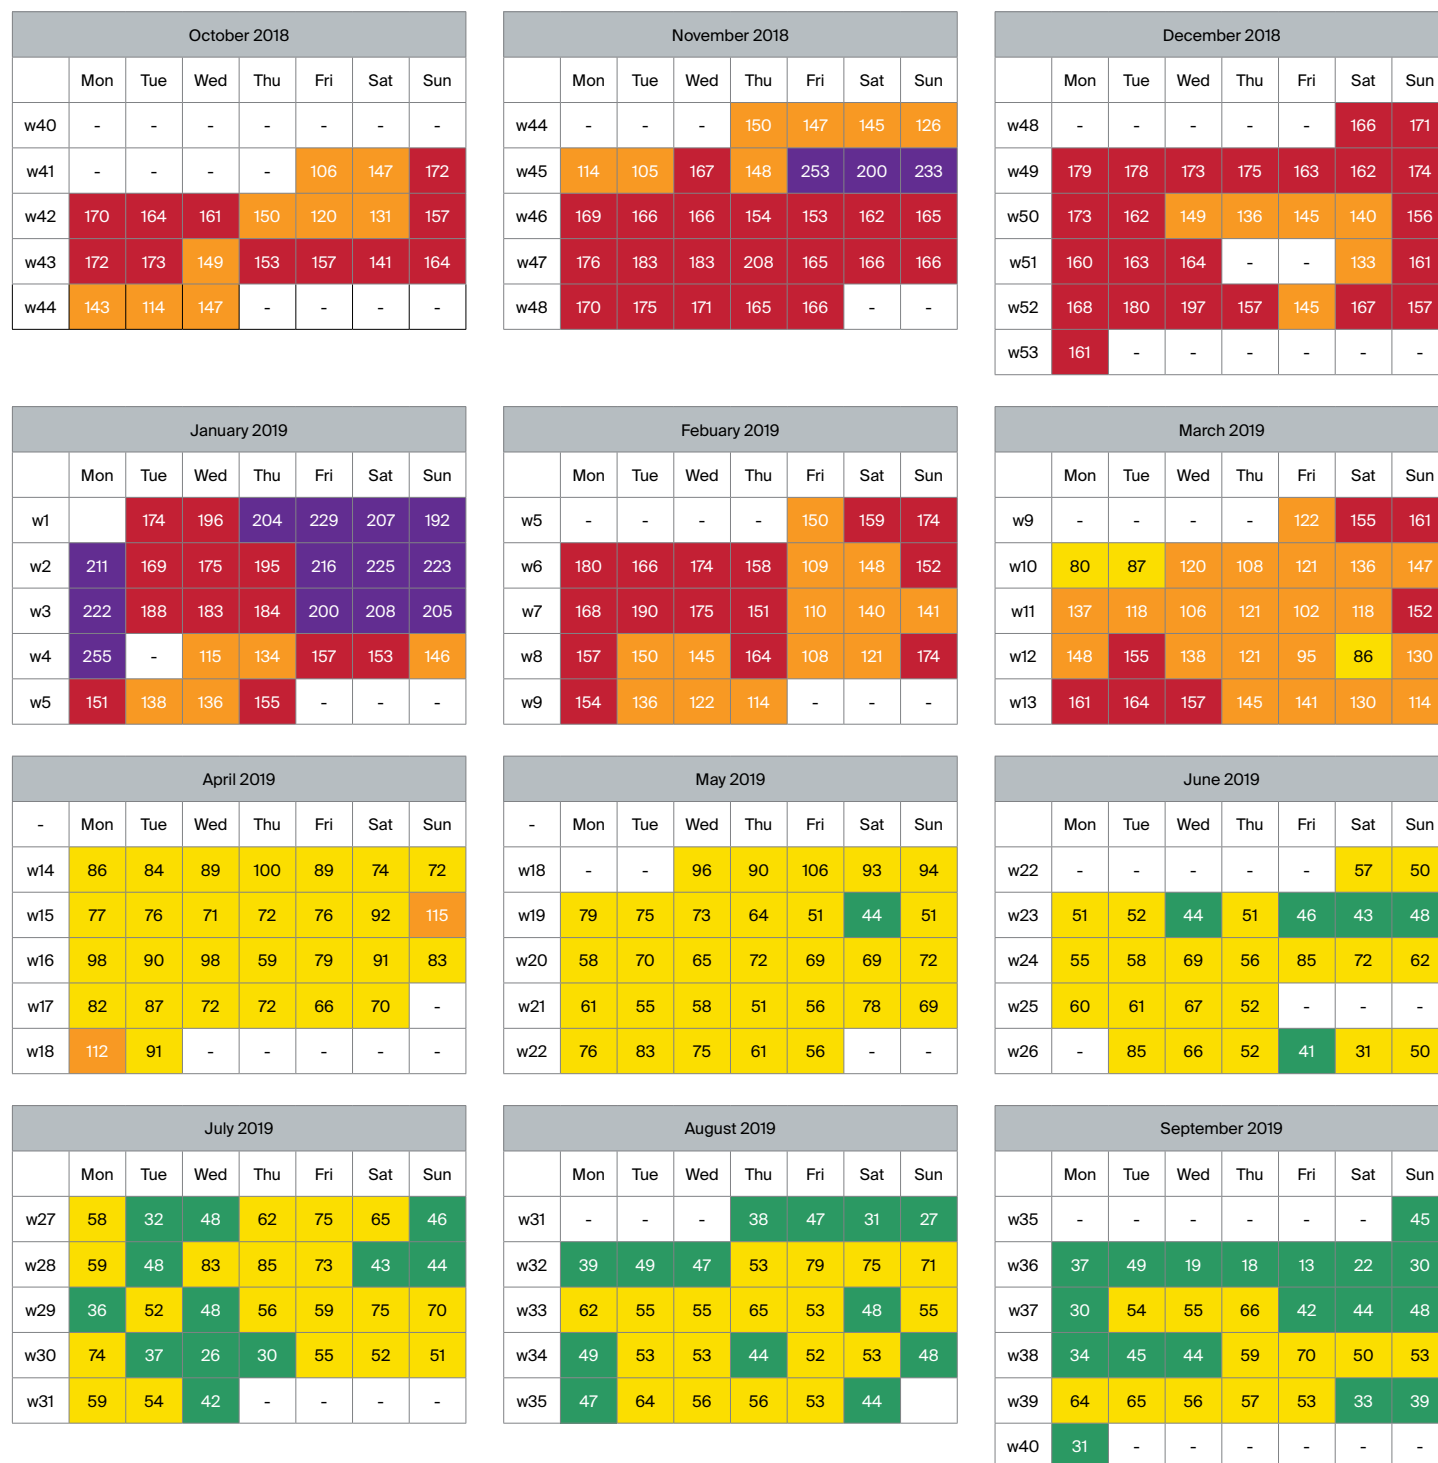 October 2018
Mon Tue Wed Thu Fri Sat Sun
w40 - - - - - - -
w41 - - - - 106 147 172
w42 170 164 161 150 120 131 157
w43 172 173 149 153 157 141 164
w44 143 114 147 - - - -
November 2018
Mon Tue Wed Thu Fri Sat Sun
w44 - - - 150 147 145 126
w45 114 105 167 148 253 200 233
w46 169 166 166 154 153 162 165
w47 176 183 183 208 165 166 166
w48 170 175 171 165 166 - -
December 2018
Mon Tue Wed Thu Fri Sat Sun
w48 - - - - - 166 171
w49 179 178 173 175 163 162 174
w50 173 162 149 136 145 140 156
w51 160 163 164 - - 133 161
w52 168 180 197 157 145 167 157
w53 161 - - - - - -
January 2019
Mon Tue Wed Thu Fri Sat Sun
w1 174 196 204 229 207 192
w2 211 169 175 195 216 225 223
w3 222 188 183 184 200 208 205
w4 255 - 115 134 157 153 146
w5 151 138 136 155 - - -
Febuary 2019
Mon Tue Wed Thu Fri Sat Sun
w5 - - - - 150 159 174
w6 180 166 174 158 109 148 152
w7 168 190 175 151 110 140 141
w8 157 150 145 164 108 121 174
w9 154 136 122 114 - - -
March 2019
Mon Tue Wed Thu Fri Sat Sun
w9 - - - - 122 155 161
w10 80 87 120 108 121 136 147
w11 137 118 106 121 102 118 152
w12 148 155 138 121 95 86 130
w13 161 164 157 145 141 130 114
April 2019
- Mon Tue Wed Thu Fri Sat Sun
w14 86 84 89 100 89 74 72
w15 77 76 71 72 76 92 115
w16 98 90 98 59 79 91 83
w17 82 87 72 72 66 70 -
w18 112 91 - - - - -
May 2019
- Mon Tue Wed Thu Fri Sat Sun
w18 - - 96 90 106 93 94
w19 79 75 73 64 51 44 51
w20 58 70 65 72 69 69 72
w21 61 55 58 51 56 78 69
w22 76 83 75 61 56 - -
June 2019
Mon Tue Wed Thu Fri Sat Sun
w22 - - - - - 57 50
w23 51 52 44 51 46 43 48
w24 55 58 69 56 85 72 62
w25 60 61 67 52 - - -
w26 - 85 66 52 41 31 50
July 2019
Mon Tue Wed Thu Fri Sat Sun
w27 58 32 48 62 75 65 46
w28 59 48 83 85 73 43 44
w29 36 52 48 56 59 75 70
w30 74 37 26 30 55 52 51
w31 59 54 42 - - - -
August 2019
Mon Tue Wed Thu Fri Sat Sun
w31 - - - 38 47 31 27
w32 39 49 47 53 79 75 71
w33 62 55 55 65 53 48 55
w34 49 53 53 44 52 53 48
w35 47 64 56 56 53 44
September 2019
Mon Tue Wed Thu Fri Sat Sun
w35 - - - - - - 45
w36 37 49 19 18 13 22 30
w37 30 54 55 66 42 44 48
w38 34 45 44 59 70 50 53
w39 64 65 56 57 53 33 39
w40 31 - - - - - -